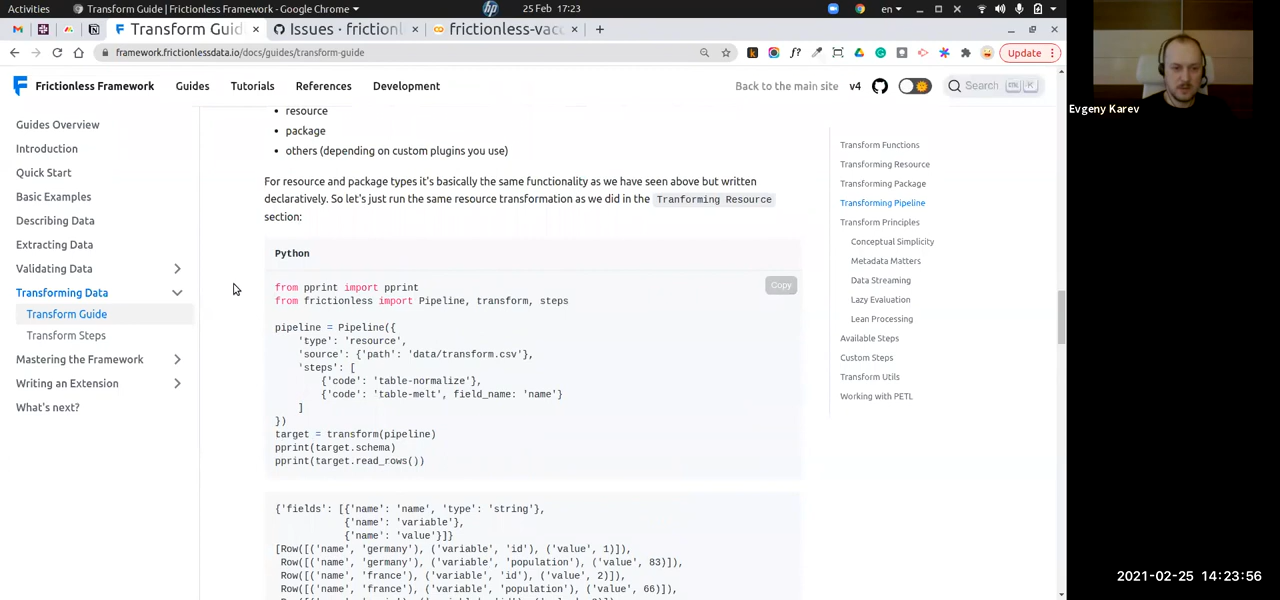 Activities
Transform Guide | Frictionless Framework - Google Chrome
25 Feb 17:23
en
Transform Guid
Issues · friction
frictionless-vac
framework.frictionlessdata.io/docs/guides/transform-guide
Update
Frictionless Framework
Guides
Tutorials
References
Development
Back to the main site
v4
Search
K
Guides Overview
Introduction
Quick Start
Basic Examples
Describing Data
Extracting Data
Validating Data
Transforming Data
Transform Guide
Transform Steps
Mastering the Framework
Writing an Extension
What's next?
resource
package
others (depending on custom plugins you use)
For resource and package types it's basically the same functionality as we have seen above but written
declaratively. So let's just run the same resource transformation as we did in the Tranforming Resource
section:
Python
Copy
from pprint import pprint
from frictionless import Pipeline, transform, steps
pipeline = Pipeline({
'type': 'resource',
'source': {'path': 'data/transform.csv'},
'steps': [
{'code': 'table-normalize'},
{'code': 'table-melt', field_name: 'name'}
]
})
target = transform(pipeline)
pprint(target.schema)
pprint(target.read_rows())
{'fields': [{'name': 'name', 'type': 'string'},
{'name': 'variable'},
{'name': 'value'}]}
[Row([('name', 'germany'), ('variable', 'id'), ('value', 1)]),
Row([('name', 'germany'), ('variable', 'population'), ('value', 83)]),
Row([('name', 'france'), ('variable', 'id'), ('value', 2)]),
Row([('name', 'france'), ('variable', 'population'), ('value', 66)]),
Transform Functions
Transforming Resource
Transforming Package
Transforming Pipeline
Transform Principles
Conceptual Simplicity
Metadata Matters
Data Streaming
Lazy Evaluation
Lean Processing
Available Steps
Custom Steps
Transform Utils
Working with PETL
Evgeny Karev
2021-02-25 14:23:56